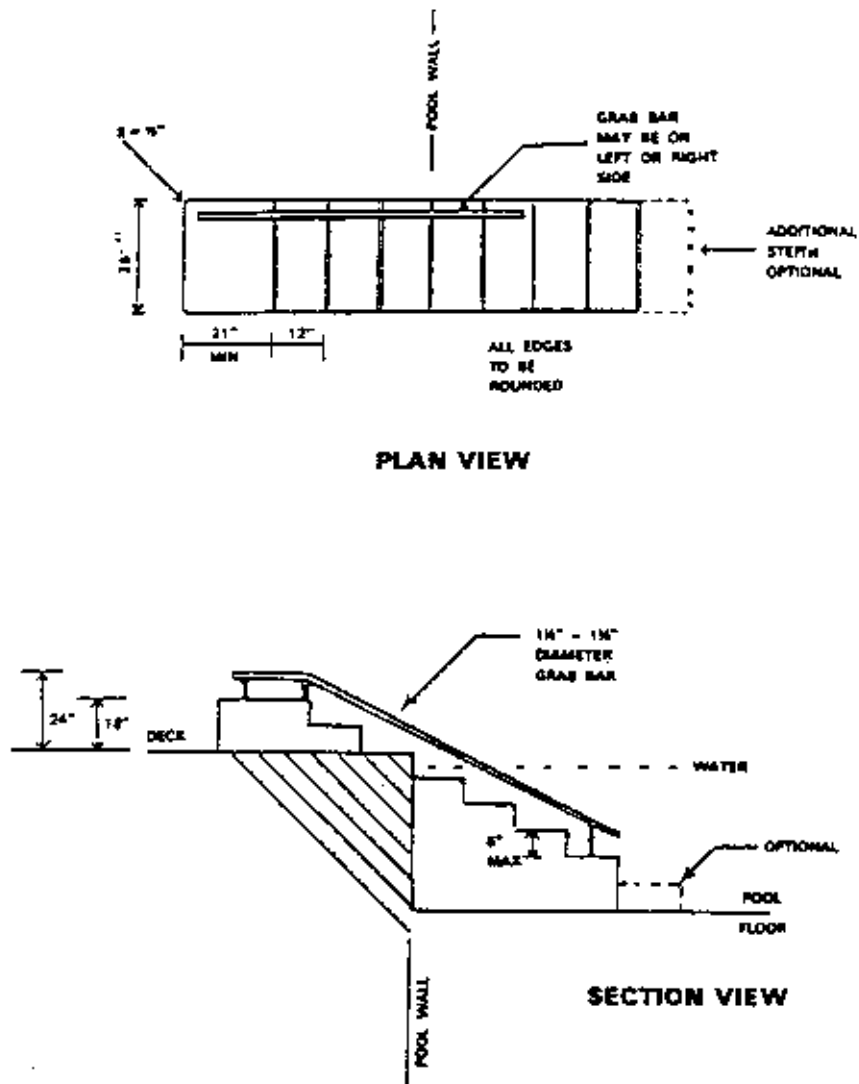 POOL WALL
GRAB BAR
MAY BE ON
LEFT OR RIGHT
SIDE
ADDITIONAL
OPTIONAL
21"
MIN
12"
ALL EDGES
TO BE
ROUNDED
PLAN VIEW
DIAMETER
GRAB BAR
24"
DECK
WATER
MAX
OPTIONAL
POOL
FLOOR
SECTION VIEW
POOL WALL